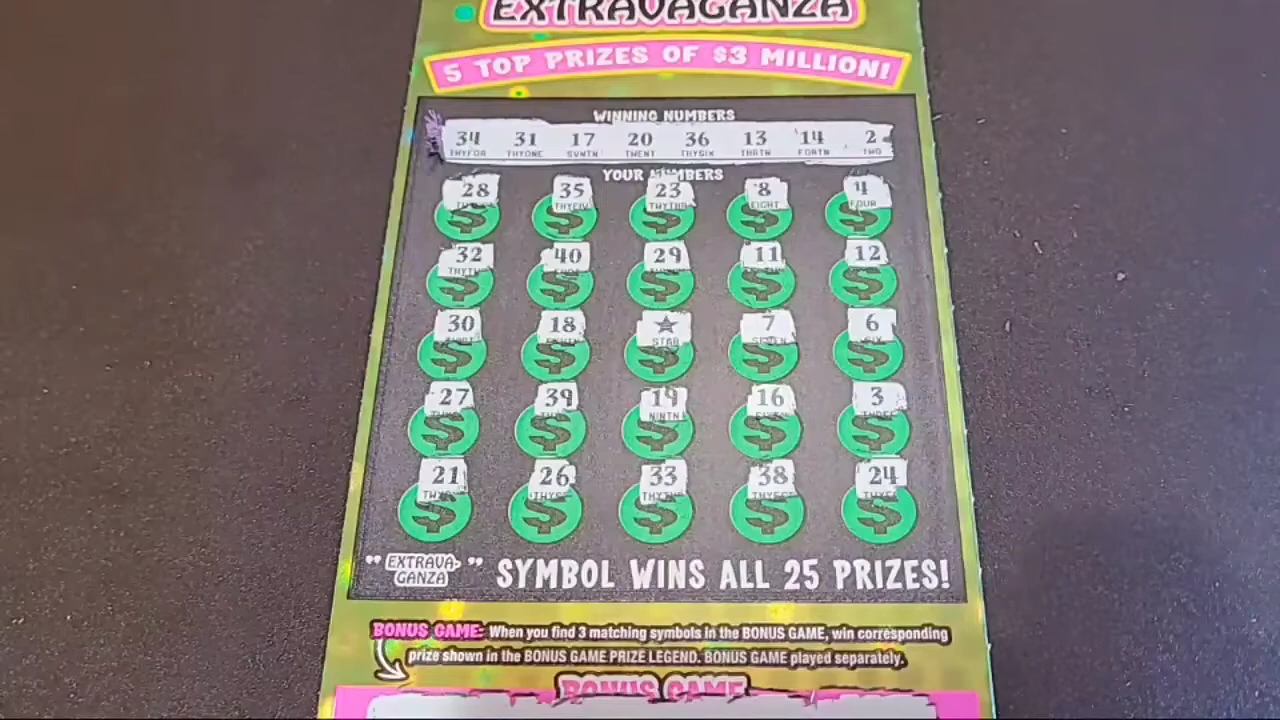 EXTRAVAGANZA
5 TOP PRIZES OF $3 MILLION!
WINNING NUMBERS
34 31 17 20 36 13 14 2
THYFOR THYONE SVNTN TWENT THYSIX THRTN FORTN TWO
YOUR NUMBERS
28 35 23 8 4
THYFIV EIGHT FOUR
32 40 29 11 12
30 18 7 6
STAR
27 39 19 16 3
NINTN
21 26 33 38 24
" EXTRAVA-GANZA " SYMBOL WINS ALL 25 PRIZES!
BONUS GAME: When you find 3 matching symbols in the BONUS GAME, win corresponding
prize shown in the BONUS GAME PRIZE LEGEND. BONUS GAME played separately.
BONUS GAME